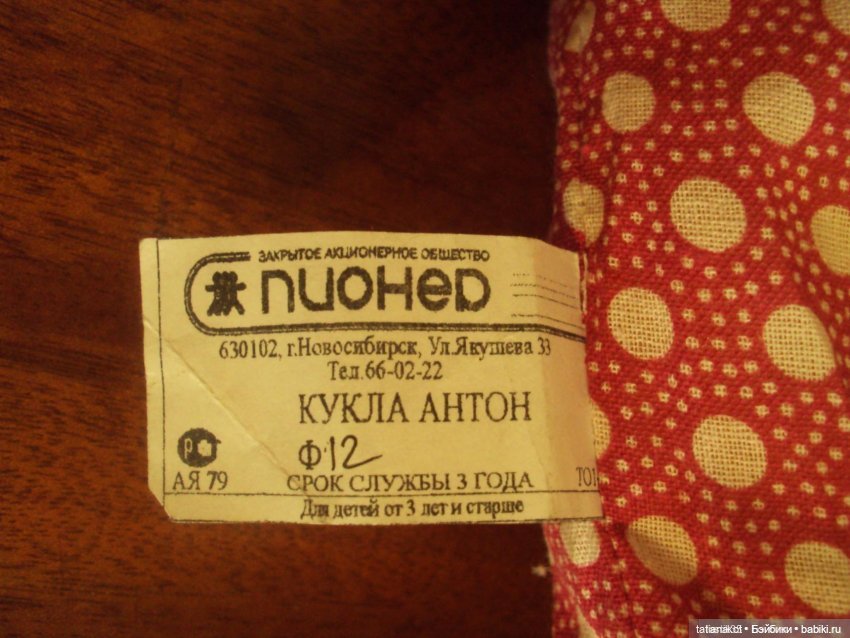 ЗАКРЫТОЕ АКЦИОНЕРНОЕ ОБЩЕСТВО
ПИОНЕР
630102, г.Новосибирск, Ул.Якушева 33
Тел.66-02-22
КУКЛА АНТОН
Ф12
АЯ 79
СРОК СЛУЖБЫ 3 ГОДА
Для детей от 3 лет и старше
Бэйбики • babiki.ru